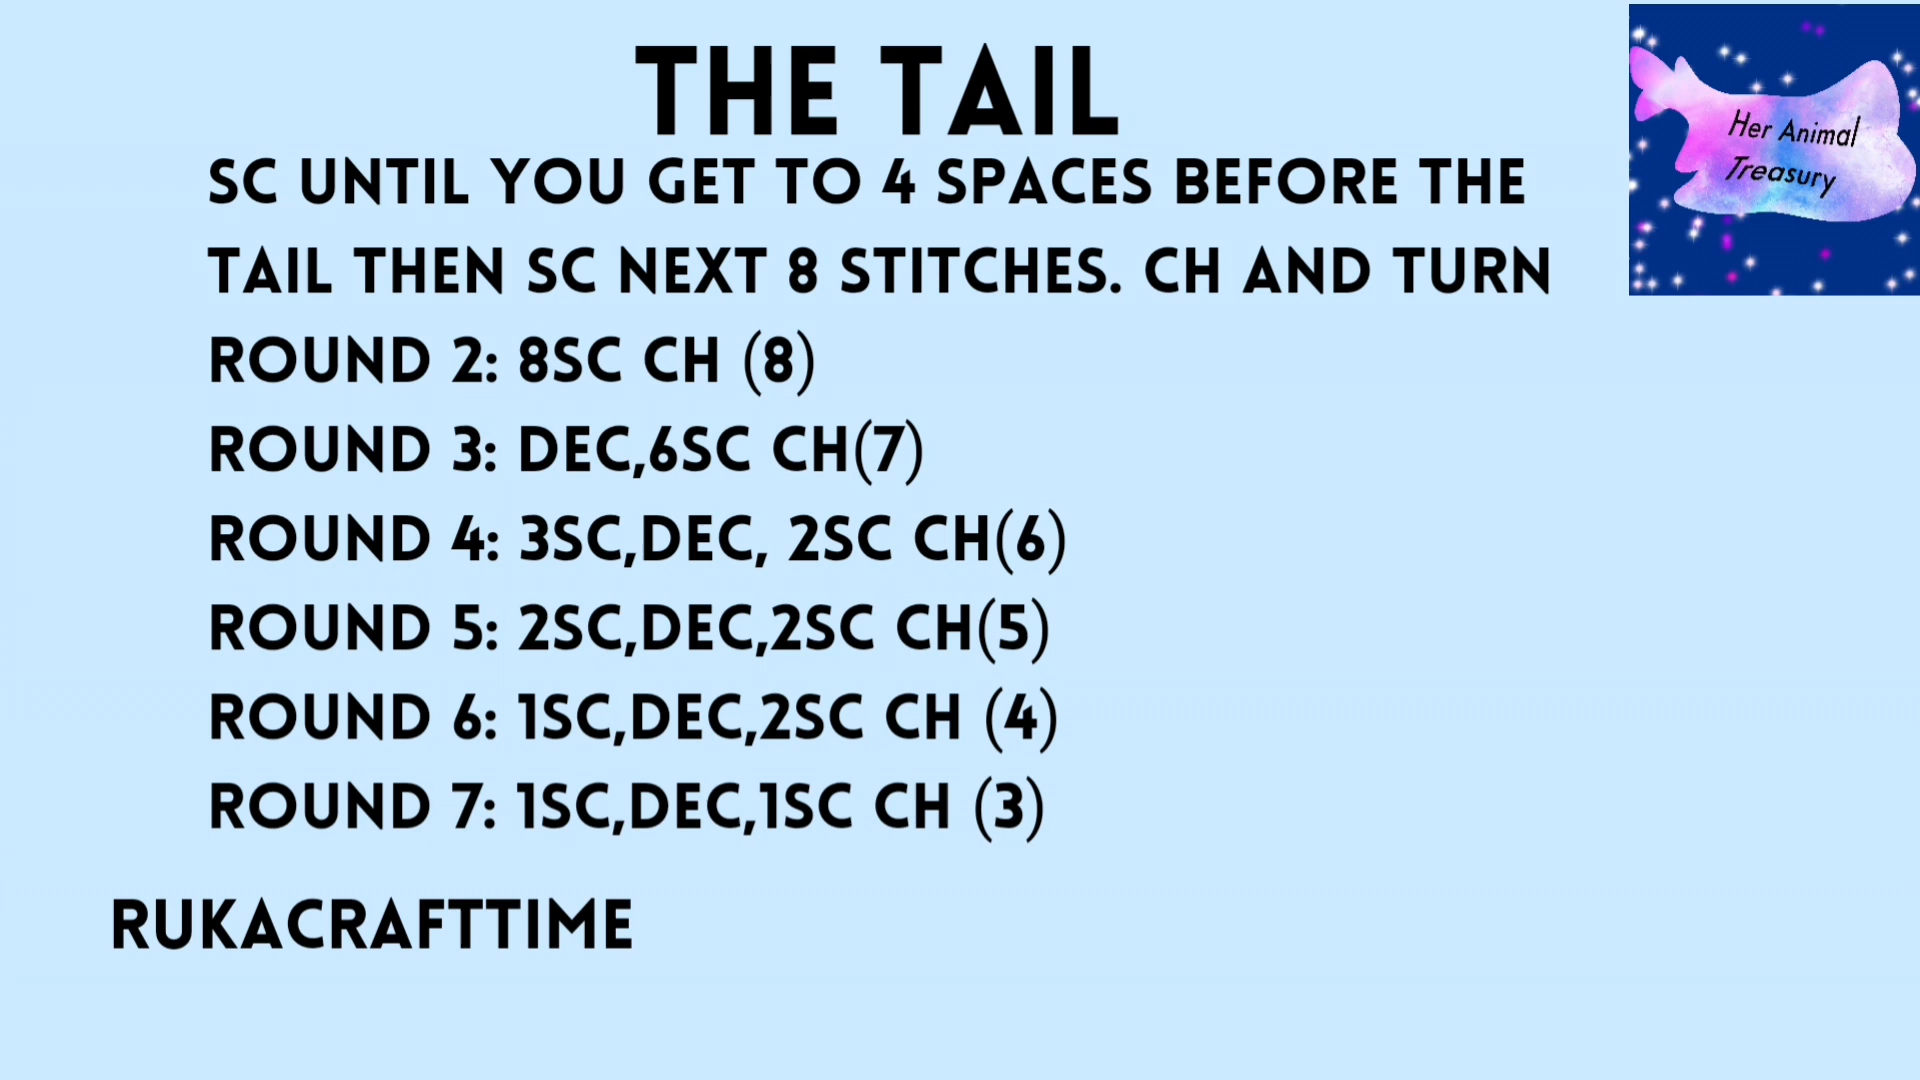 THE TAIL
SC UNTIL YOU GET TO 4 SPACES BEFORE THE
TAIL THEN SC NEXT 8 STITCHES. CH AND TURN
ROUND 2: 8SC CH (8)
ROUND 3: DEC,6SC CH(7)
ROUND 4: 3SC,DEC, 2SC CH(6)
ROUND 5: 2SC,DEC,2SC CH(5)
ROUND 6: 1SC,DEC,2SC CH (4)
ROUND 7: 1SC,DEC,1SC CH (3)
RUKACRAFTTIME
Her Animal
Treasury